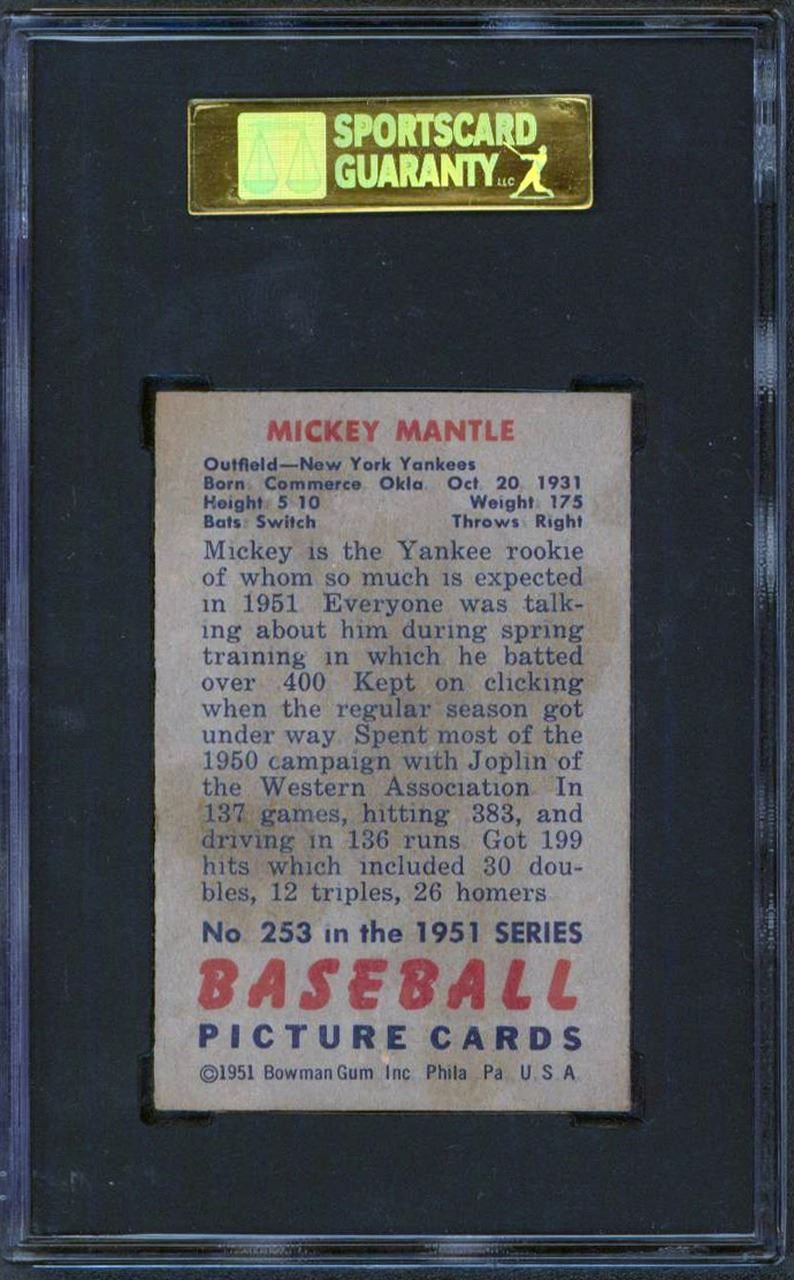 SPORTSCARD
GUARANTY LLC
MICKEY MANTLE
Outfield—New York Yankees
Born Commerce Okla Oct 20 1931
Height 5 10 Weight 175
Bats Switch Throws Right
Mickey is the Yankee rookie
of whom so much is expected
in 1951 Everyone was talk-
ing about him during spring
training in which he batted
over 400 Kept on clicking
when the regular season got
under way Spent most of the
1950 campaign with Joplin of
the Western Association In
137 games, hitting 383, and
driving in 136 runs Got 199
hits which included 30 dou-
bles, 12 triples, 26 homers
No 253 in the 1951 SERIES
BASEBALL
PICTURE CARDS
©1951 Bowman Gum Inc Phila Pa U S A